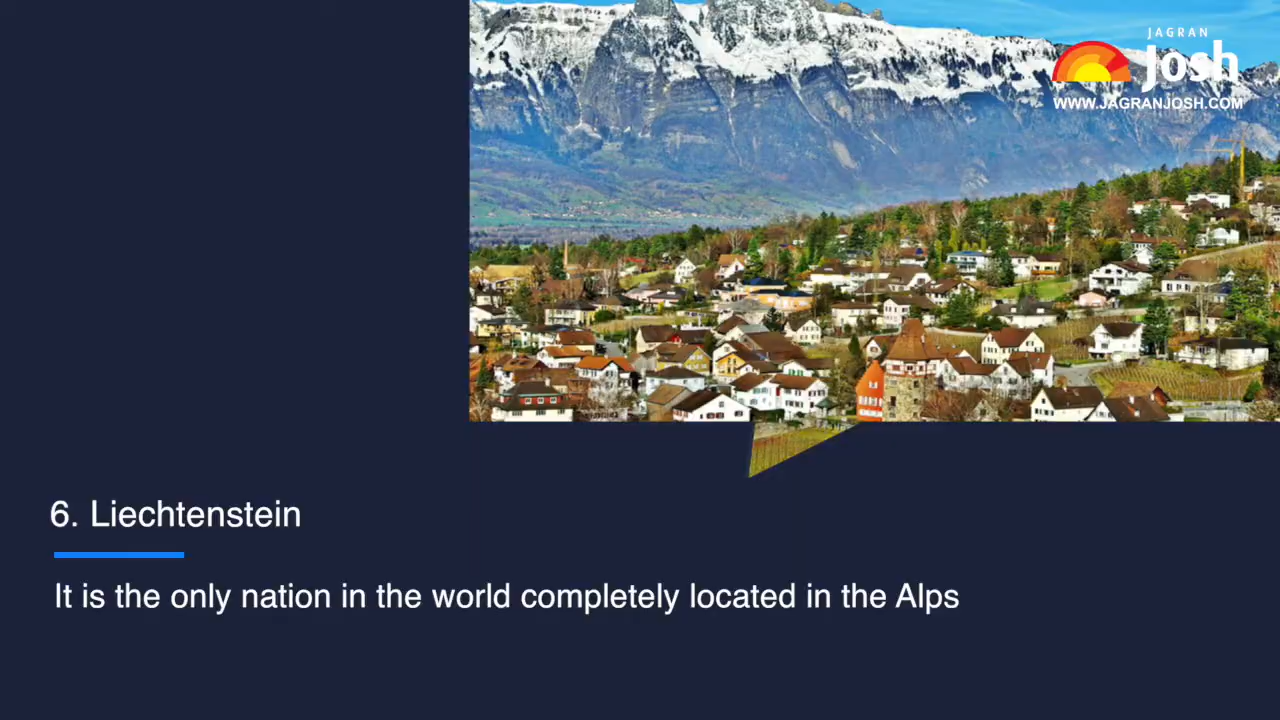 JAGRAN
Josh
WWW.JAGRANJOSH.COM
6. Liechtenstein
It is the only nation in the world completely located in the Alps